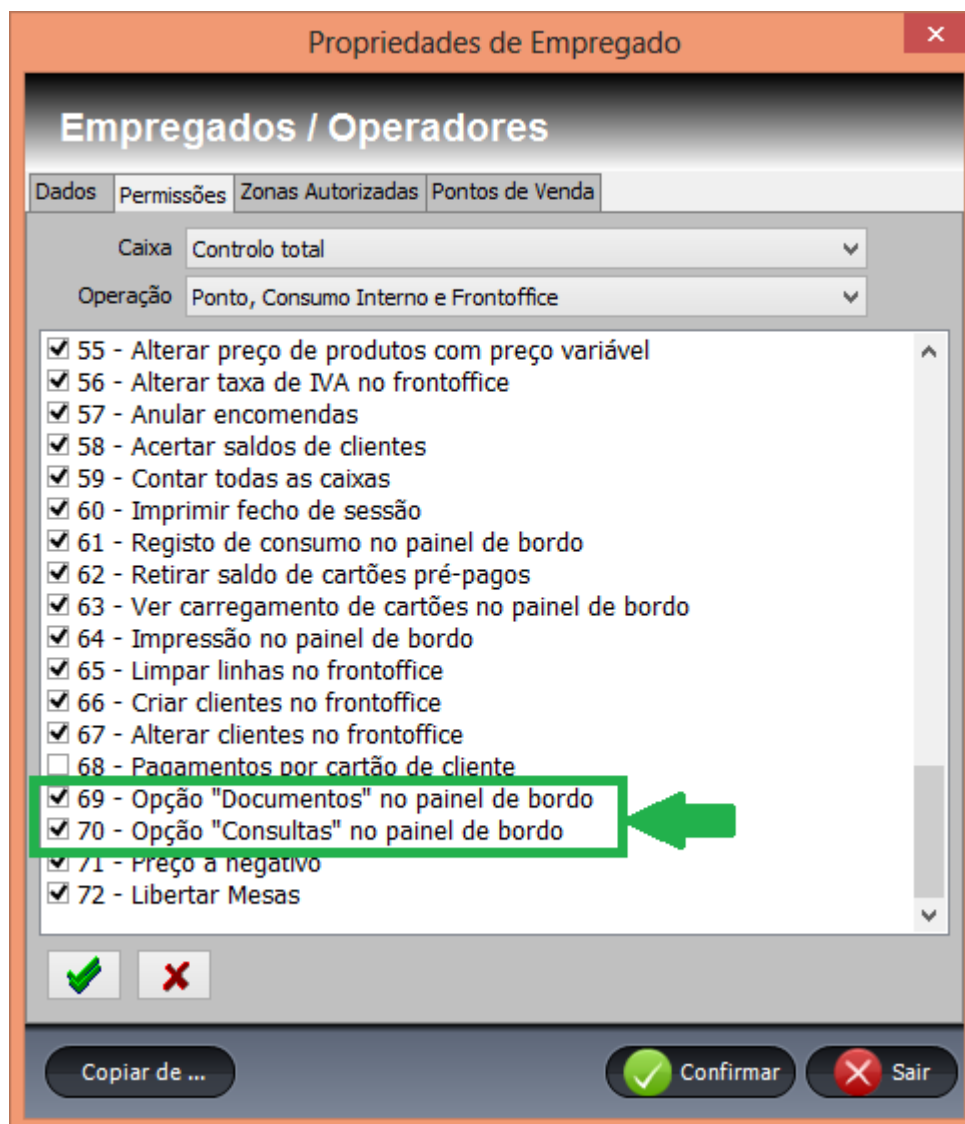 Propriedades de Empregado
Empregados / Operadores
Dados Permissões Zonas Autorizadas Pontos de Venda
Caixa Controlo total
Operação Ponto, Consumo Interno e Frontoffice
55 - Alterar preço de produtos com preço variável
56 - Alterar taxa de IVA no frontoffice
57 - Anular encomendas
58 - Acertar saldos de clientes
59 - Contar todas as caixas
60 - Imprimir fecho de sessão
61 - Registo de consumo no painel de bordo
62 - Retirar saldo de cartões pré-pagos
63 - Ver carregamento de cartões no painel de bordo
64 - Impressão no painel de bordo
65 - Limpar linhas no frontoffice
66 - Criar clientes no frontoffice
67 - Alterar clientes no frontoffice
68 - Pagamentos por cartão de cliente
69 - Opção "Documentos" no painel de bordo
70 - Opção "Consultas" no painel de bordo
71 - Preço a negativo
72 - Libertar Mesas
Copiar de ... Confirmar Sair